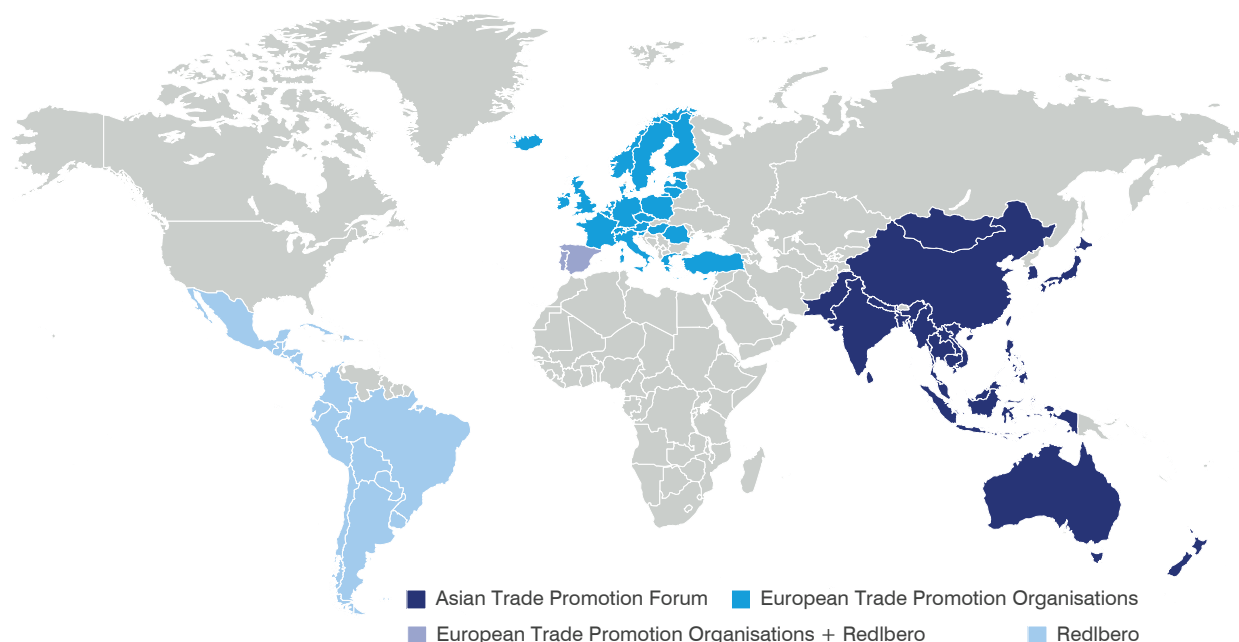 Asian Trade Promotion Forum European Trade Promotion Organisations
European Trade Promotion Organisations + RedIbero RedIbero